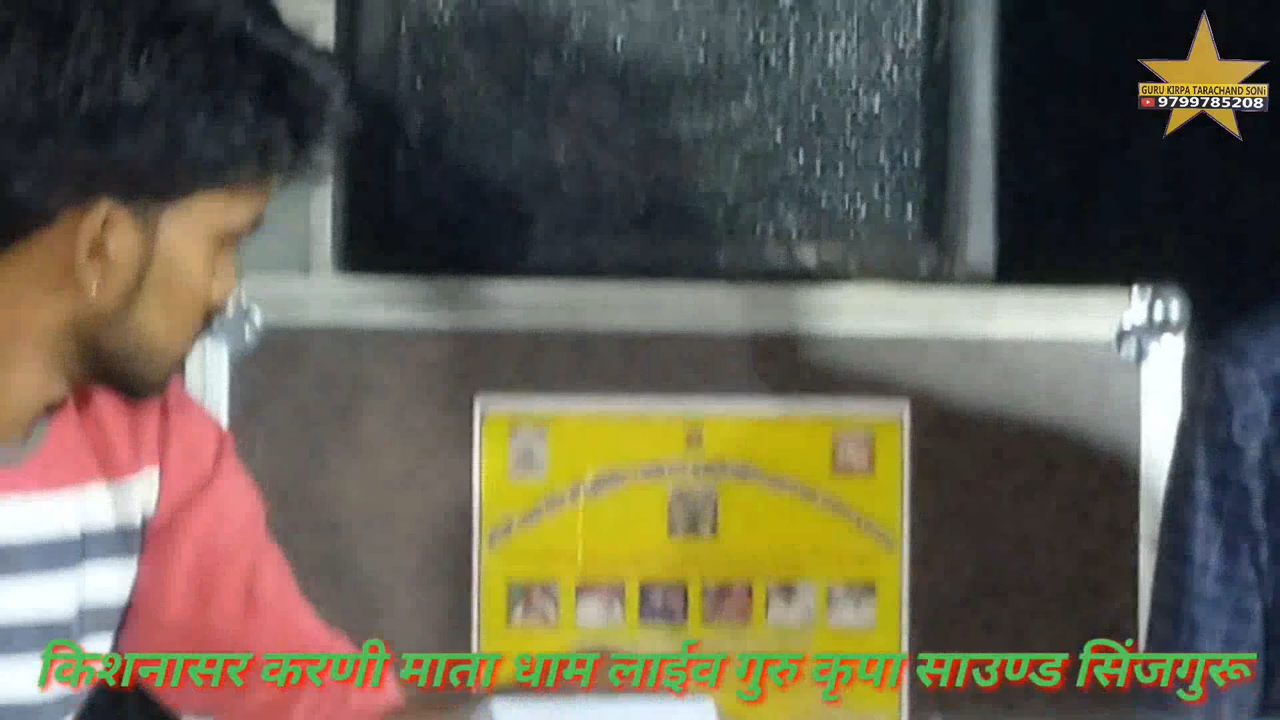 GURU KIRPA TARACHAND SONi
9799785208
किशनासर करणी माता धाम लाईव गुरु कृपा साउण्ड सिंजगुरू